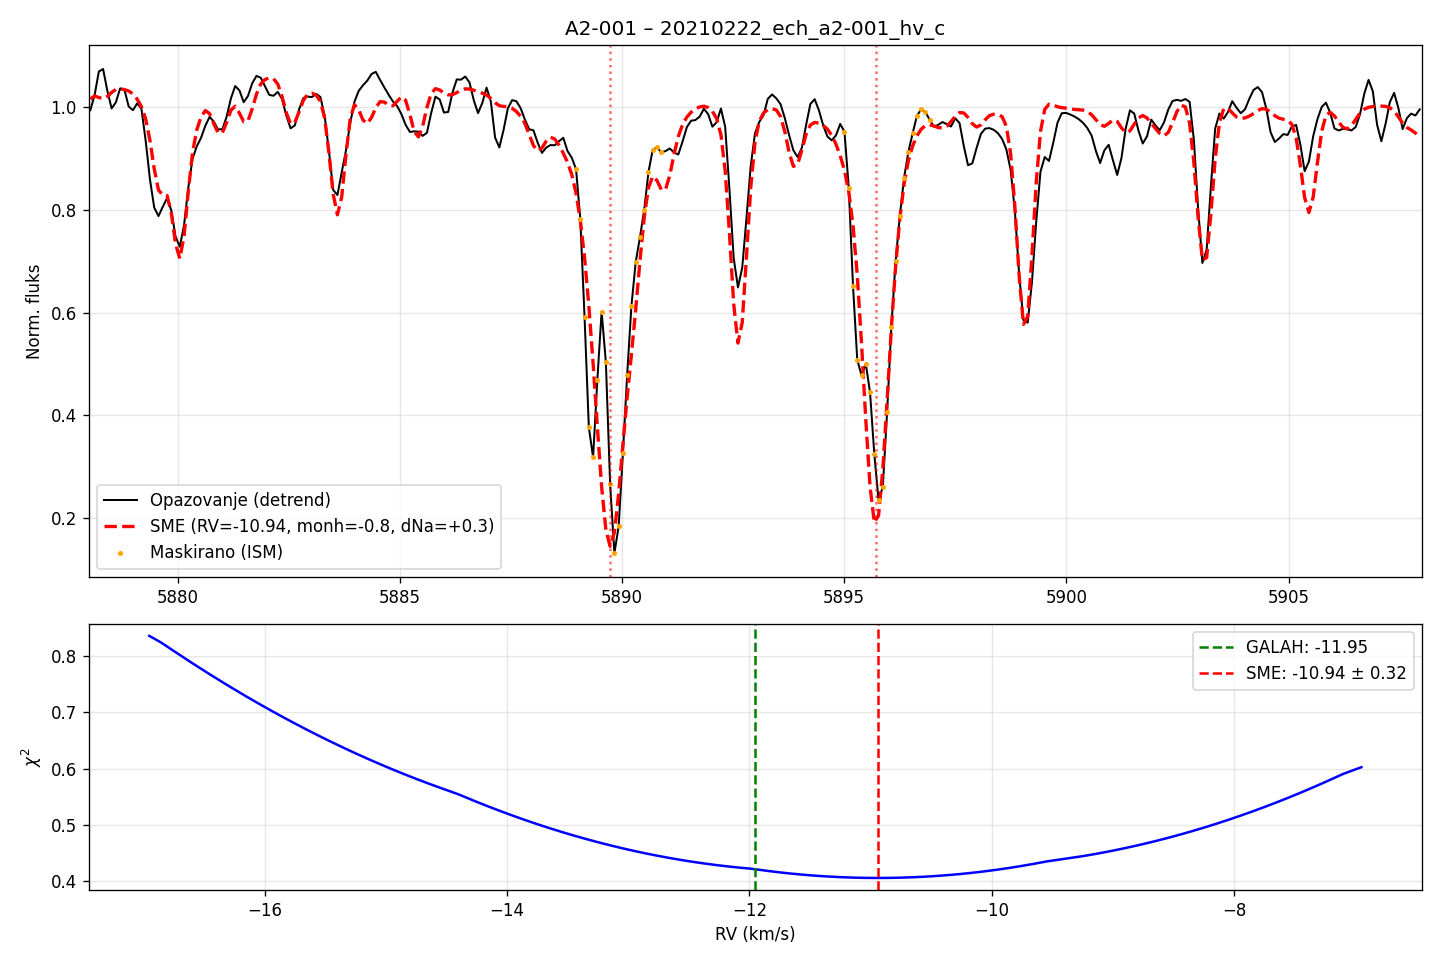 A2-001 – 20210222_ech_a2-001_hv_c
Norm. fluks
1.0
0.8
0.6
0.4
0.2
Opazovanje (detrend)
SME (RV=-10.94, monh=-0.8, dNa=+0.3)
Maskirano (ISM)
5880 5885 5890 5895 5900 5905
χ²
0.8
0.7
0.6
0.5
0.4
GALAH: -11.95
SME: -10.94 ± 0.32
−16 −14 −12 −10 −8
RV (km/s)